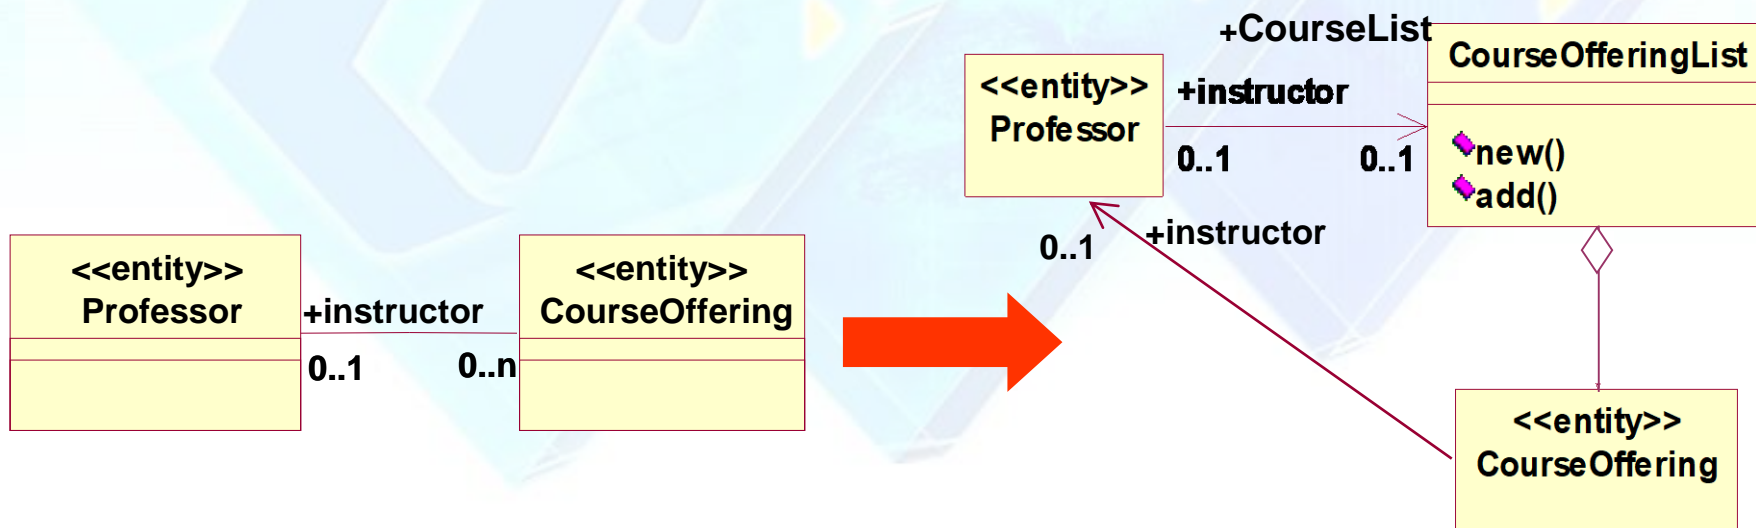 <<entity>>
Professor
+instructor
0..1
0..n
<<entity>>
CourseOffering
<<entity>>
Professor
+CourseList
+instructor
0..1
0..1
CourseOfferingList
new()
add()
0..1
+instructor
<<entity>>
CourseOffering